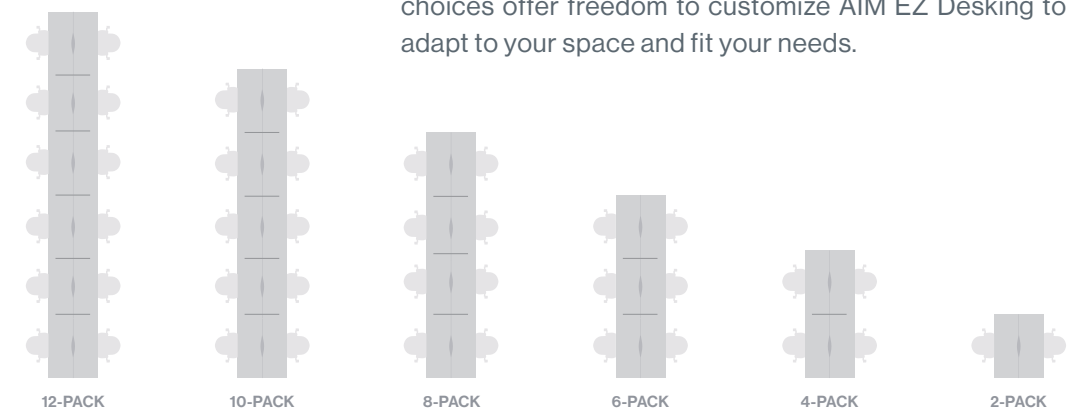 choices offer freedom to customize AIM EZ Desking to
adapt to your space and fit your needs.
12-PACK
10-PACK
8-PACK
6-PACK
4-PACK
2-PACK